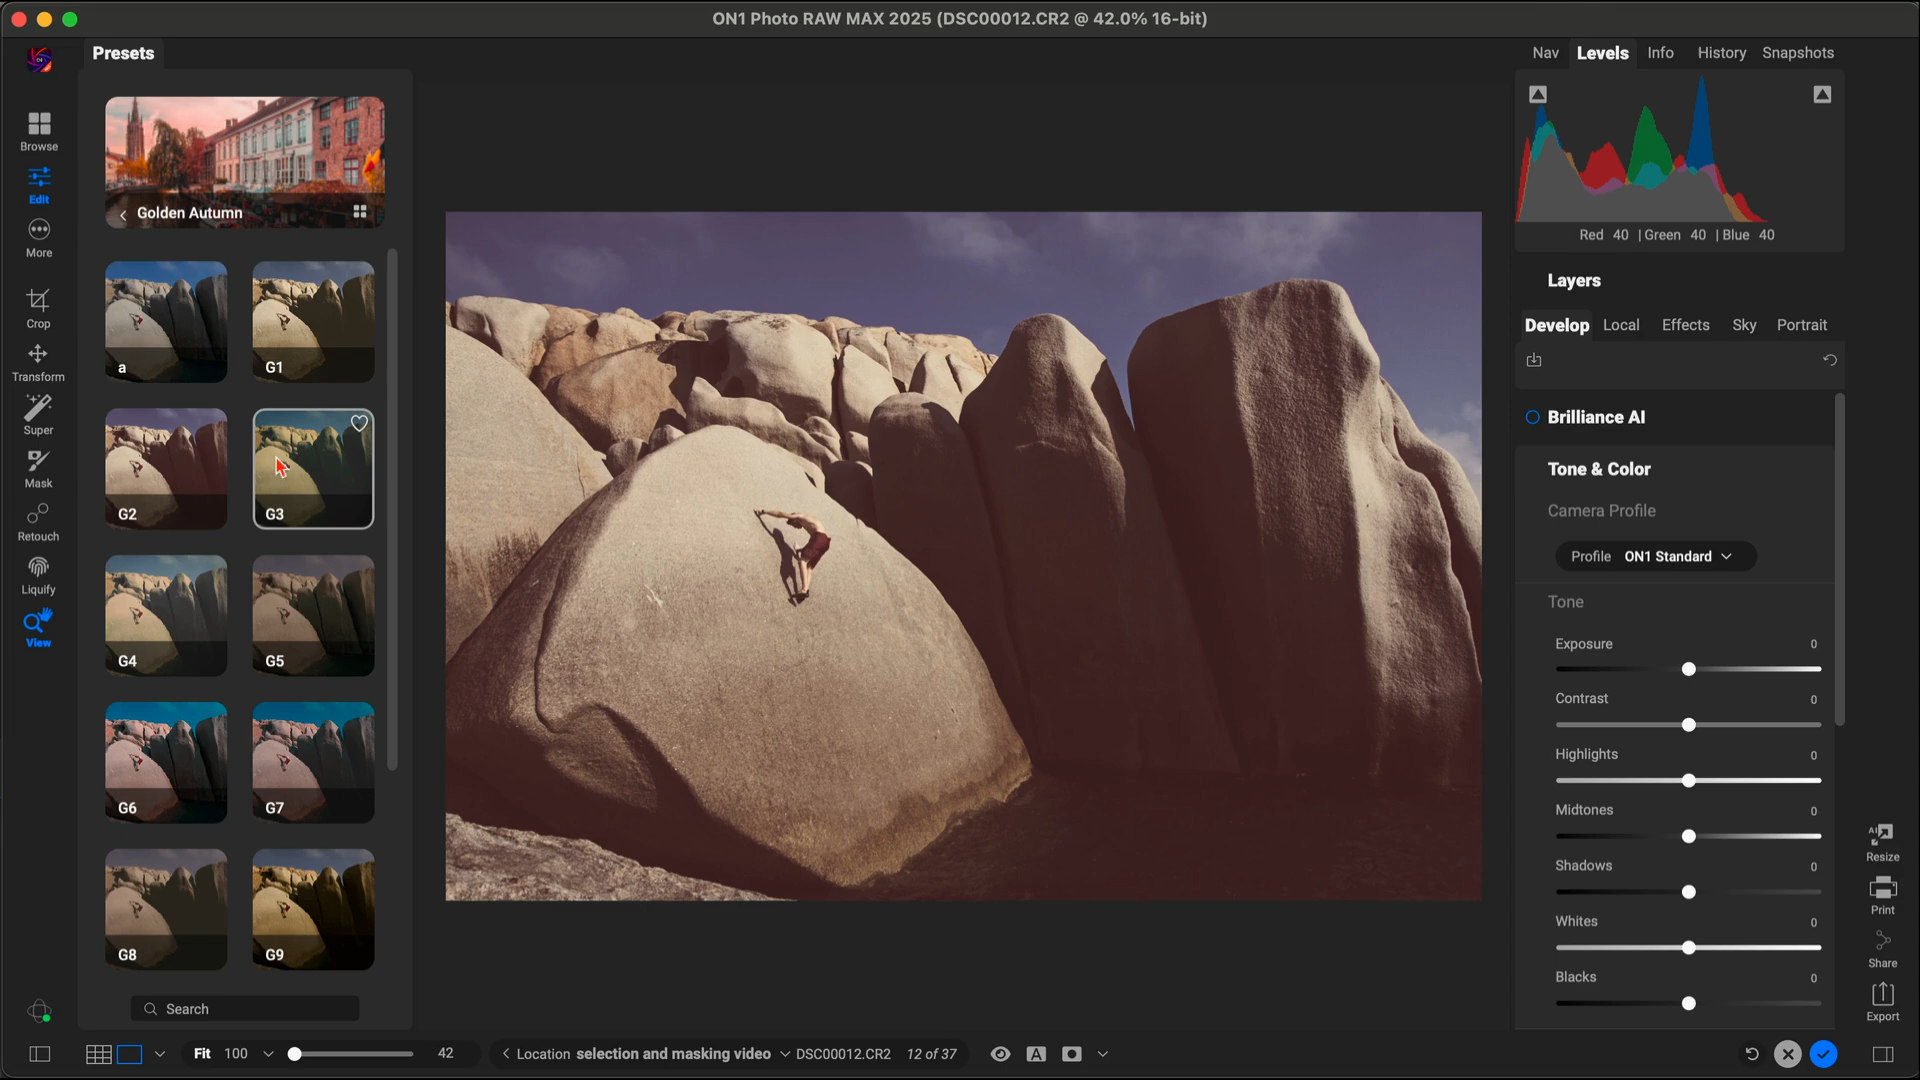 ON1 Photo RAW MAX 2025 (DSC00012.CR2 @ 42.0% 16-bit)
Presets
Nav Levels Info History Snapshots
Browse
Edit
More
Crop
Transform
Super
Mask
Retouch
Liquify
View
Golden Autumn
a
G1
G2
G3
G4
G5
G6
G7
G8
G9
Search
Red 40 | Green 40 | Blue 40
Layers
Develop Local Effects Sky Portrait
Brilliance AI
Tone & Color
Camera Profile
Profile ON1 Standard
Tone
Exposure 0
Contrast 0
Highlights 0
Midtones 0
Shadows 0
Whites 0
Blacks 0
AI
Resize
Print
Share
Export
Fit 100 42 Location selection and masking video DSC00012.CR2 12 of 37 A